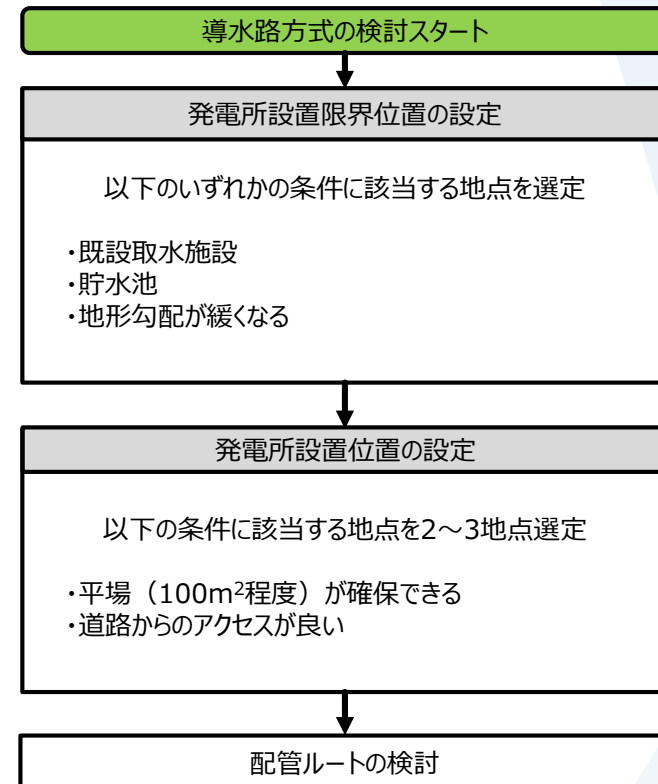 導水路方式の検討スタート
発電所設置限界位置の設定
以下のいずれかの条件に該当する地点を選定
・既設取水施設
・貯水池
・地形勾配が緩くなる
発電所設置位置の設定
以下の条件に該当する地点を2～3地点選定
・平場（100m²程度）が確保できる
・道路からのアクセスが良い
配管ルートの検討